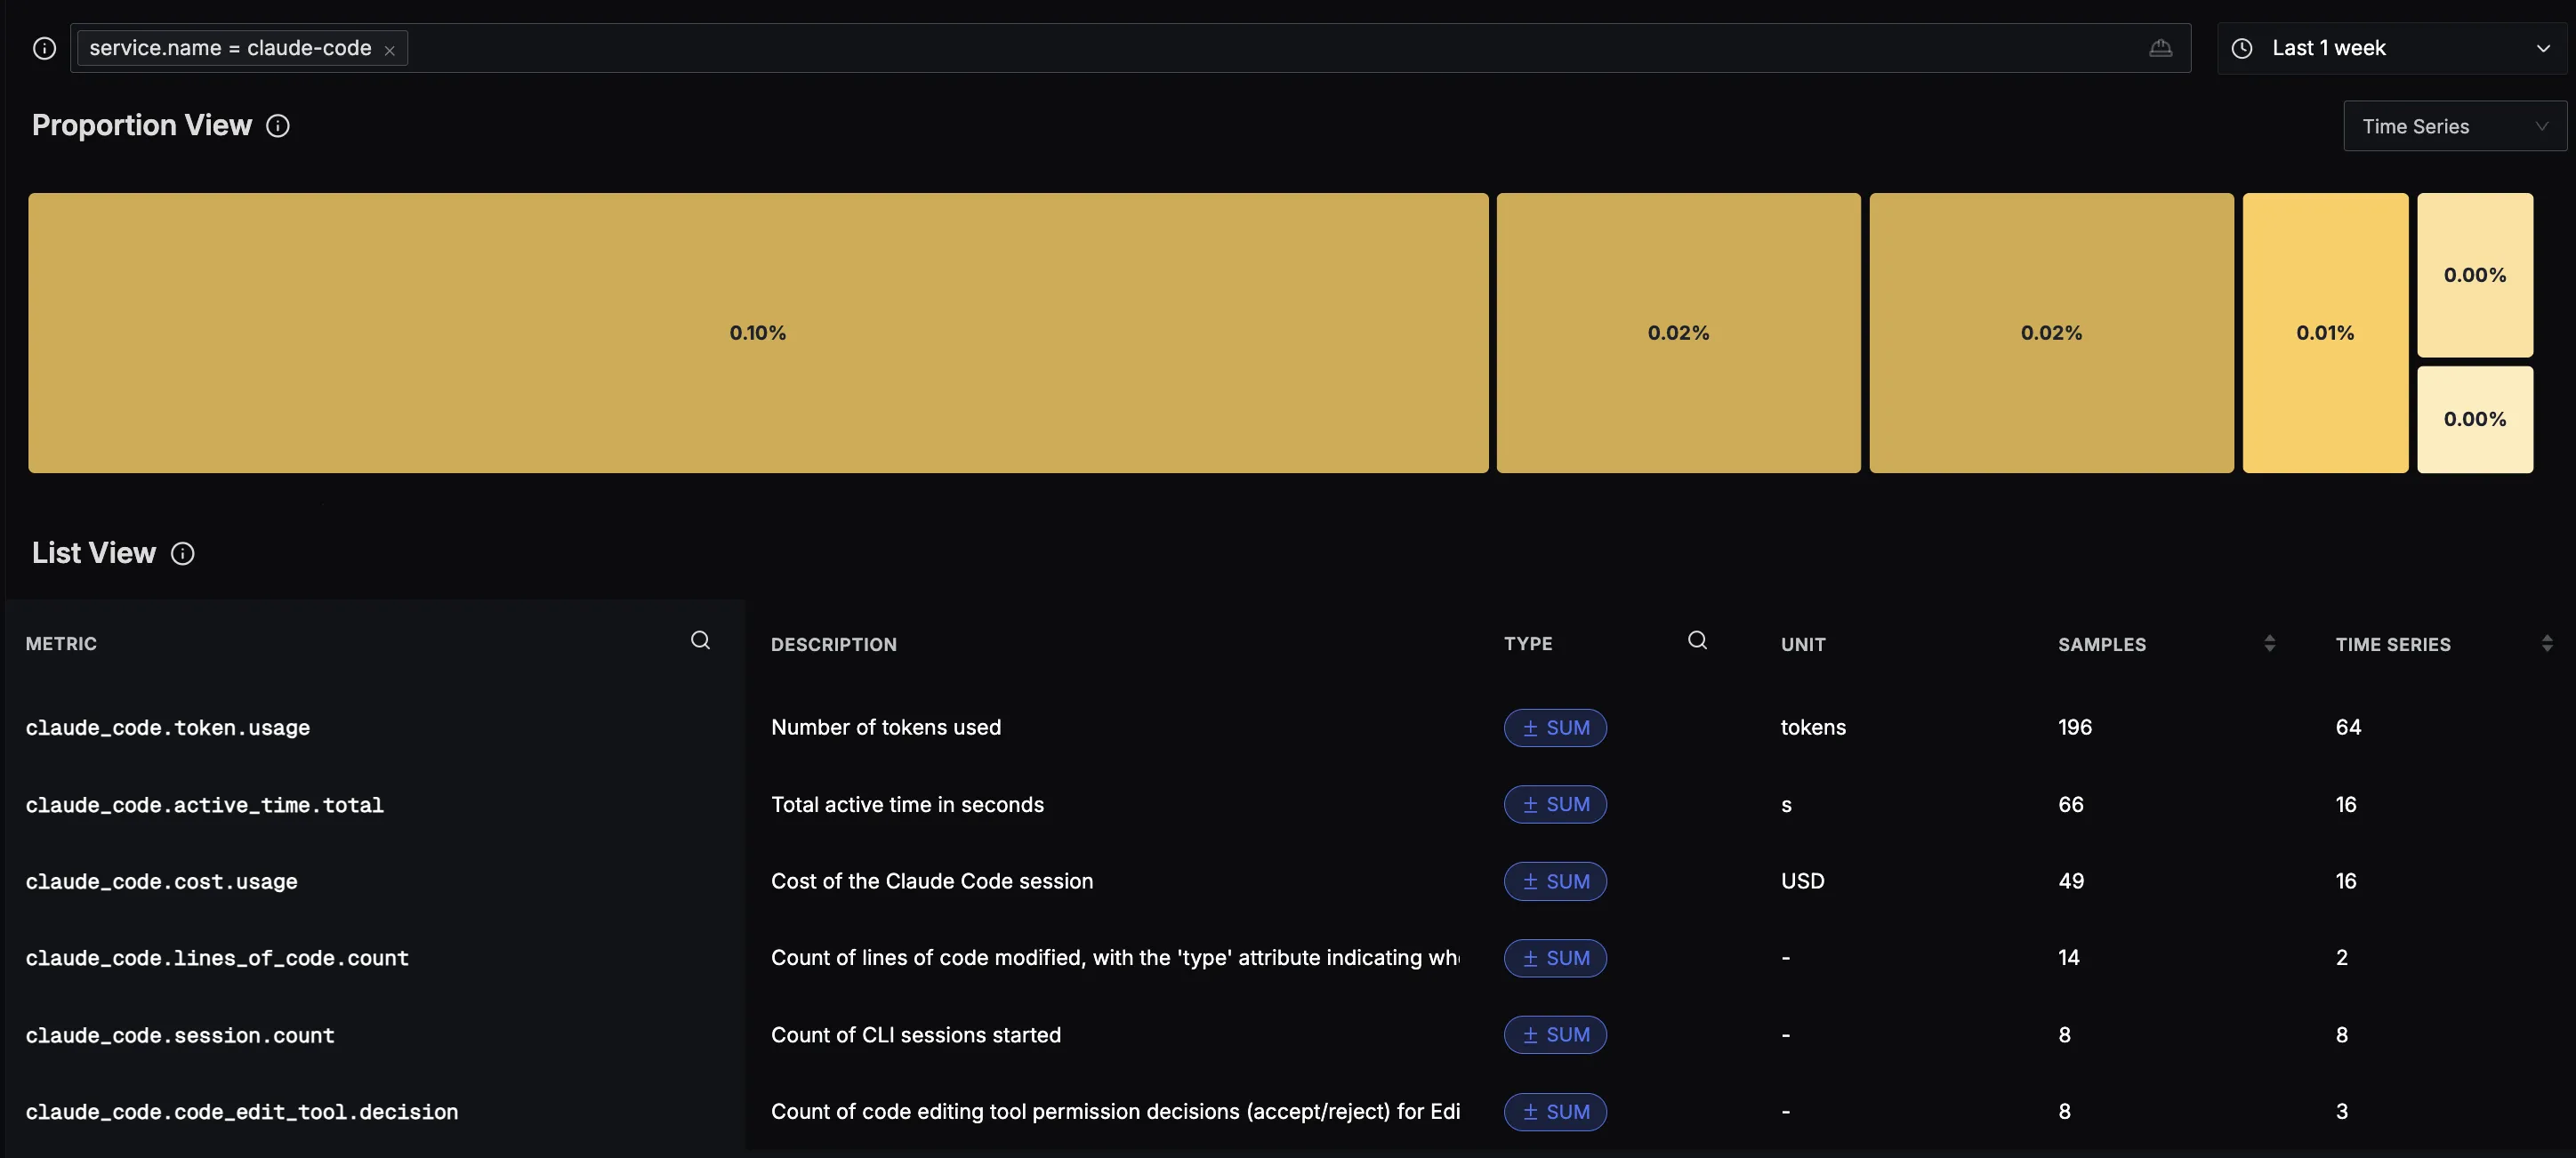 service.name = claude-code
Last 1 week
Proportion View
Time Series
0.10%
0.02%
0.02%
0.01%
0.00%
0.00%
List View
METRIC DESCRIPTION TYPE UNIT SAMPLES TIME SERIES
claude_code.token.usage Number of tokens used ± SUM tokens 196 64
claude_code.active_time.total Total active time in seconds ± SUM s 66 16
claude_code.cost.usage Cost of the Claude Code session ± SUM USD 49 16
claude_code.lines_of_code.count Count of lines of code modified, with the 'type' attribute indicating ± SUM - 14 2
claude_code.session.count Count of CLI sessions started ± SUM - 8 8
claude_code.code_edit_tool.decision Count of code editing tool permission decisions (accept/reject) for Edi ± SUM - 8 3